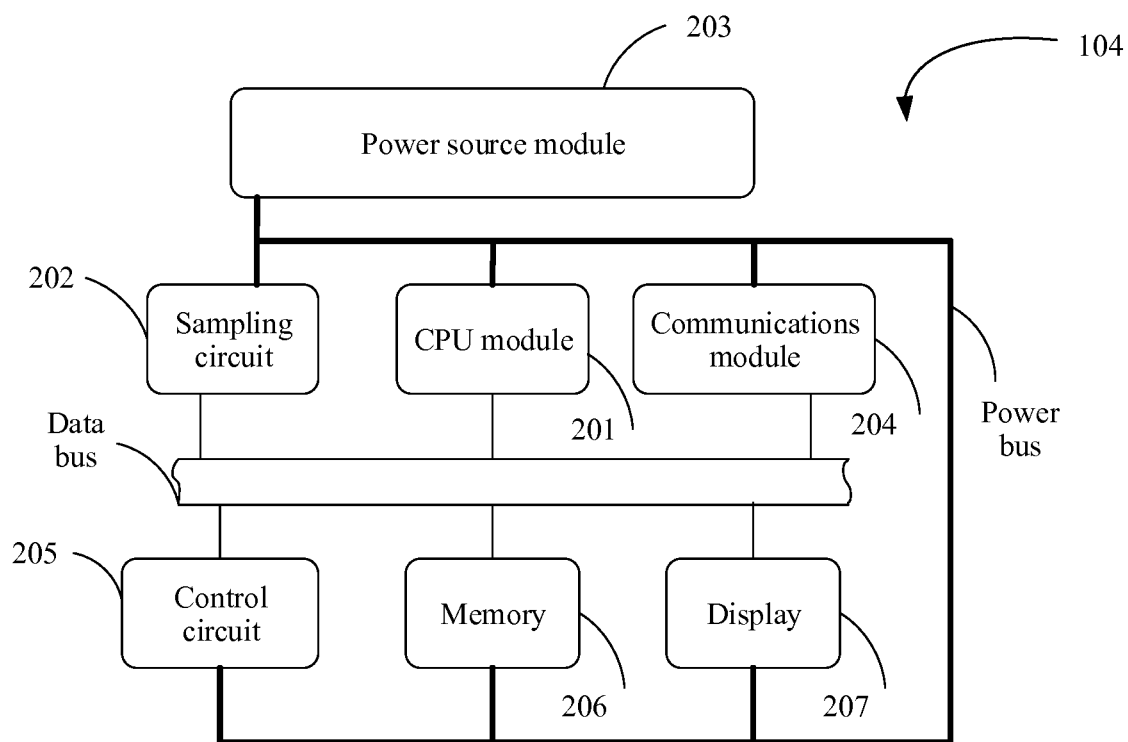 203
104
Power source module
202
Sampling
circuit
CPU module
Communications
module
201
204
Power
bus
Data
bus
205
Control
circuit
Memory
Display
206
207